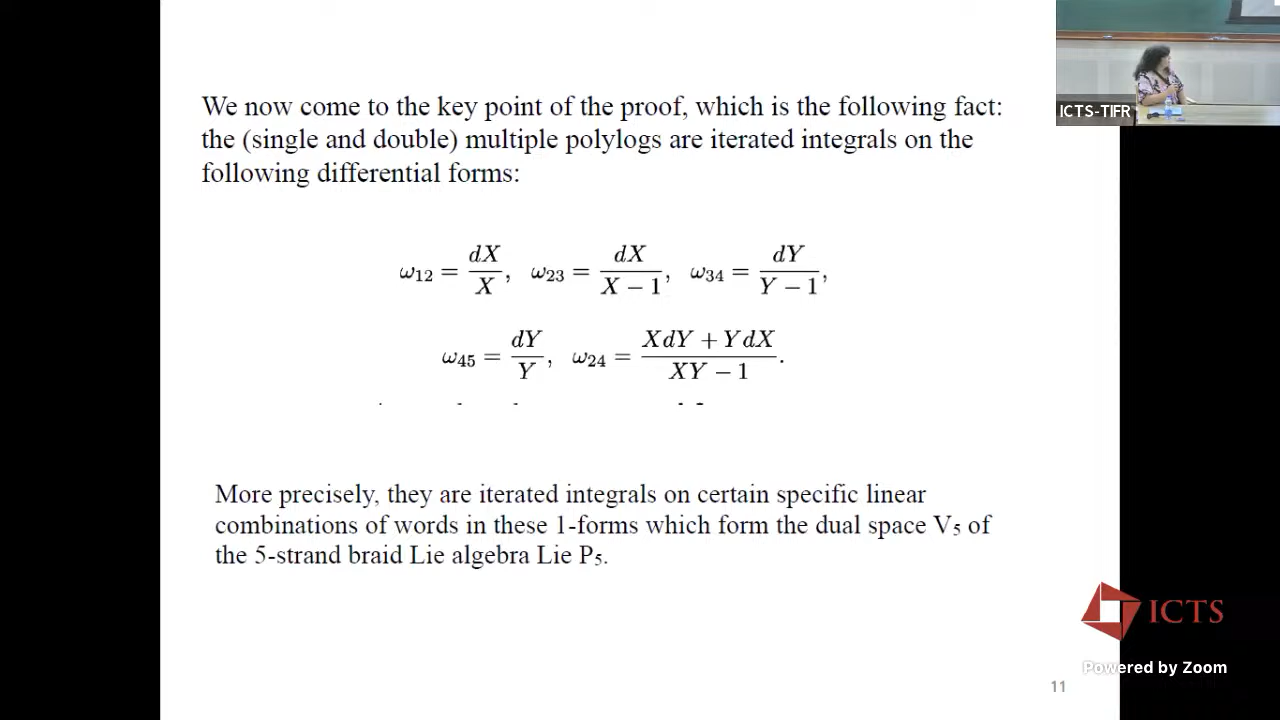 We now come to the key point of the proof, which is the following fact:
the (single and double) multiple polylogs are iterated integrals on the
following differential forms:
ω₁₂ = dX/X, ω₂₃ = dX/(X − 1), ω₃₄ = dY/(Y − 1),
ω₄₅ = dY/Y, ω₂₄ = (XdY + YdX)/(XY − 1).
More precisely, they are iterated integrals on certain specific linear
combinations of words in these 1-forms which form the dual space V₅ of
the 5-strand braid Lie algebra Lie P₅.
ICTS-TIFR
ICTS
Powered by Zoom
11